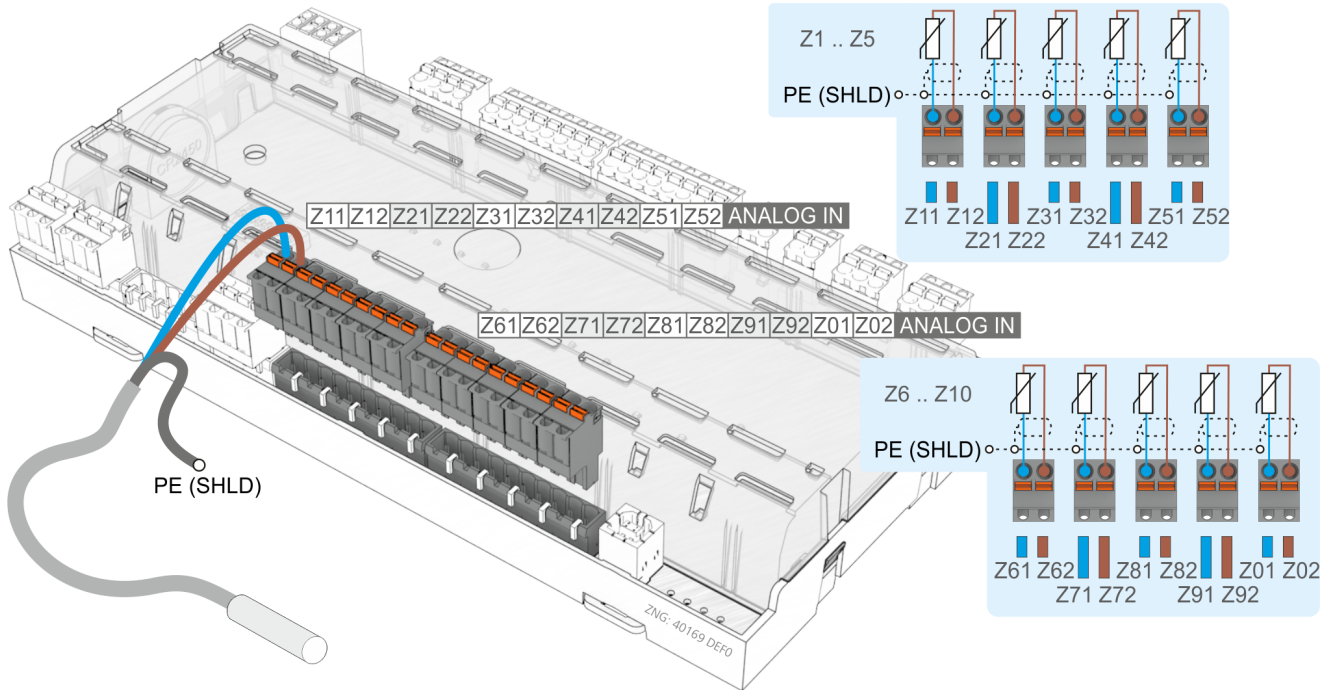 Z1 .. Z5
PE (SHLD)
Z11 Z12 Z31 Z32 Z51 Z52
Z21 Z22 Z41 Z42
Z11 Z12 Z21 Z22 Z31 Z32 Z41 Z42 Z51 Z52 ANALOG IN
Z61 Z62 Z71 Z72 Z81 Z82 Z91 Z92 Z01 Z02 ANALOG IN
Z6 .. Z10
PE (SHLD)
Z61 Z62 Z81 Z82 Z01 Z02
Z71 Z72 Z91 Z92
PE (SHLD)
ZNG: 40169 DEF0